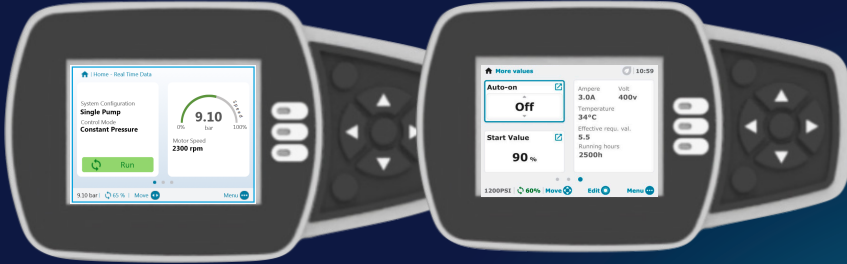 Home - Real Time Data
System Configuration
Single Pump
Control Mode
Constant Pressure
Run
Speed
9.10
0% bar 100%
Motor Speed
2300 rpm
9.10 bar | 65 % | Move
Menu
More values
10:59
Auto-on
Off
Start Value
90 %
Ampere Volt
3.0A 400v
Temperature
34°C
Effective requ. val.
5.5
Running hours
2500h
1200PSI 60% Move Edit Menu